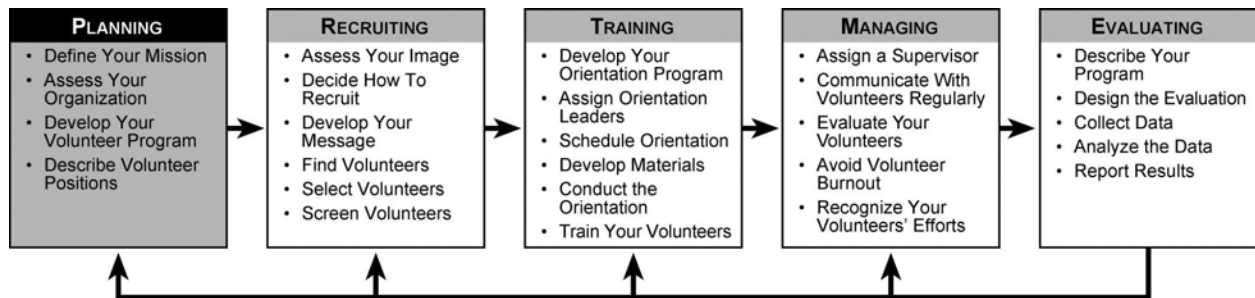 PLANNING
• Define Your Mission
• Assess Your
Organization
• Develop Your
Volunteer Program
• Describe Volunteer
Positions
RECRUITING
• Assess Your Image
• Decide How To
Recruit
• Develop Your
Message
• Find Volunteers
• Select Volunteers
• Screen Volunteers
TRAINING
• Develop Your
Orientation Program
• Assign Orientation
Leaders
• Schedule Orientation
• Develop Materials
• Conduct the
Orientation
• Train Your Volunteers
MANAGING
• Assign a Supervisor
• Communicate With
Volunteers Regularly
• Evaluate Your
Volunteers
• Avoid Volunteer
Burnout
• Recognize Your
Volunteers’ Efforts
EVALUATING
• Describe Your
Program
• Design the Evaluation
• Collect Data
• Analyze the Data
• Report Results